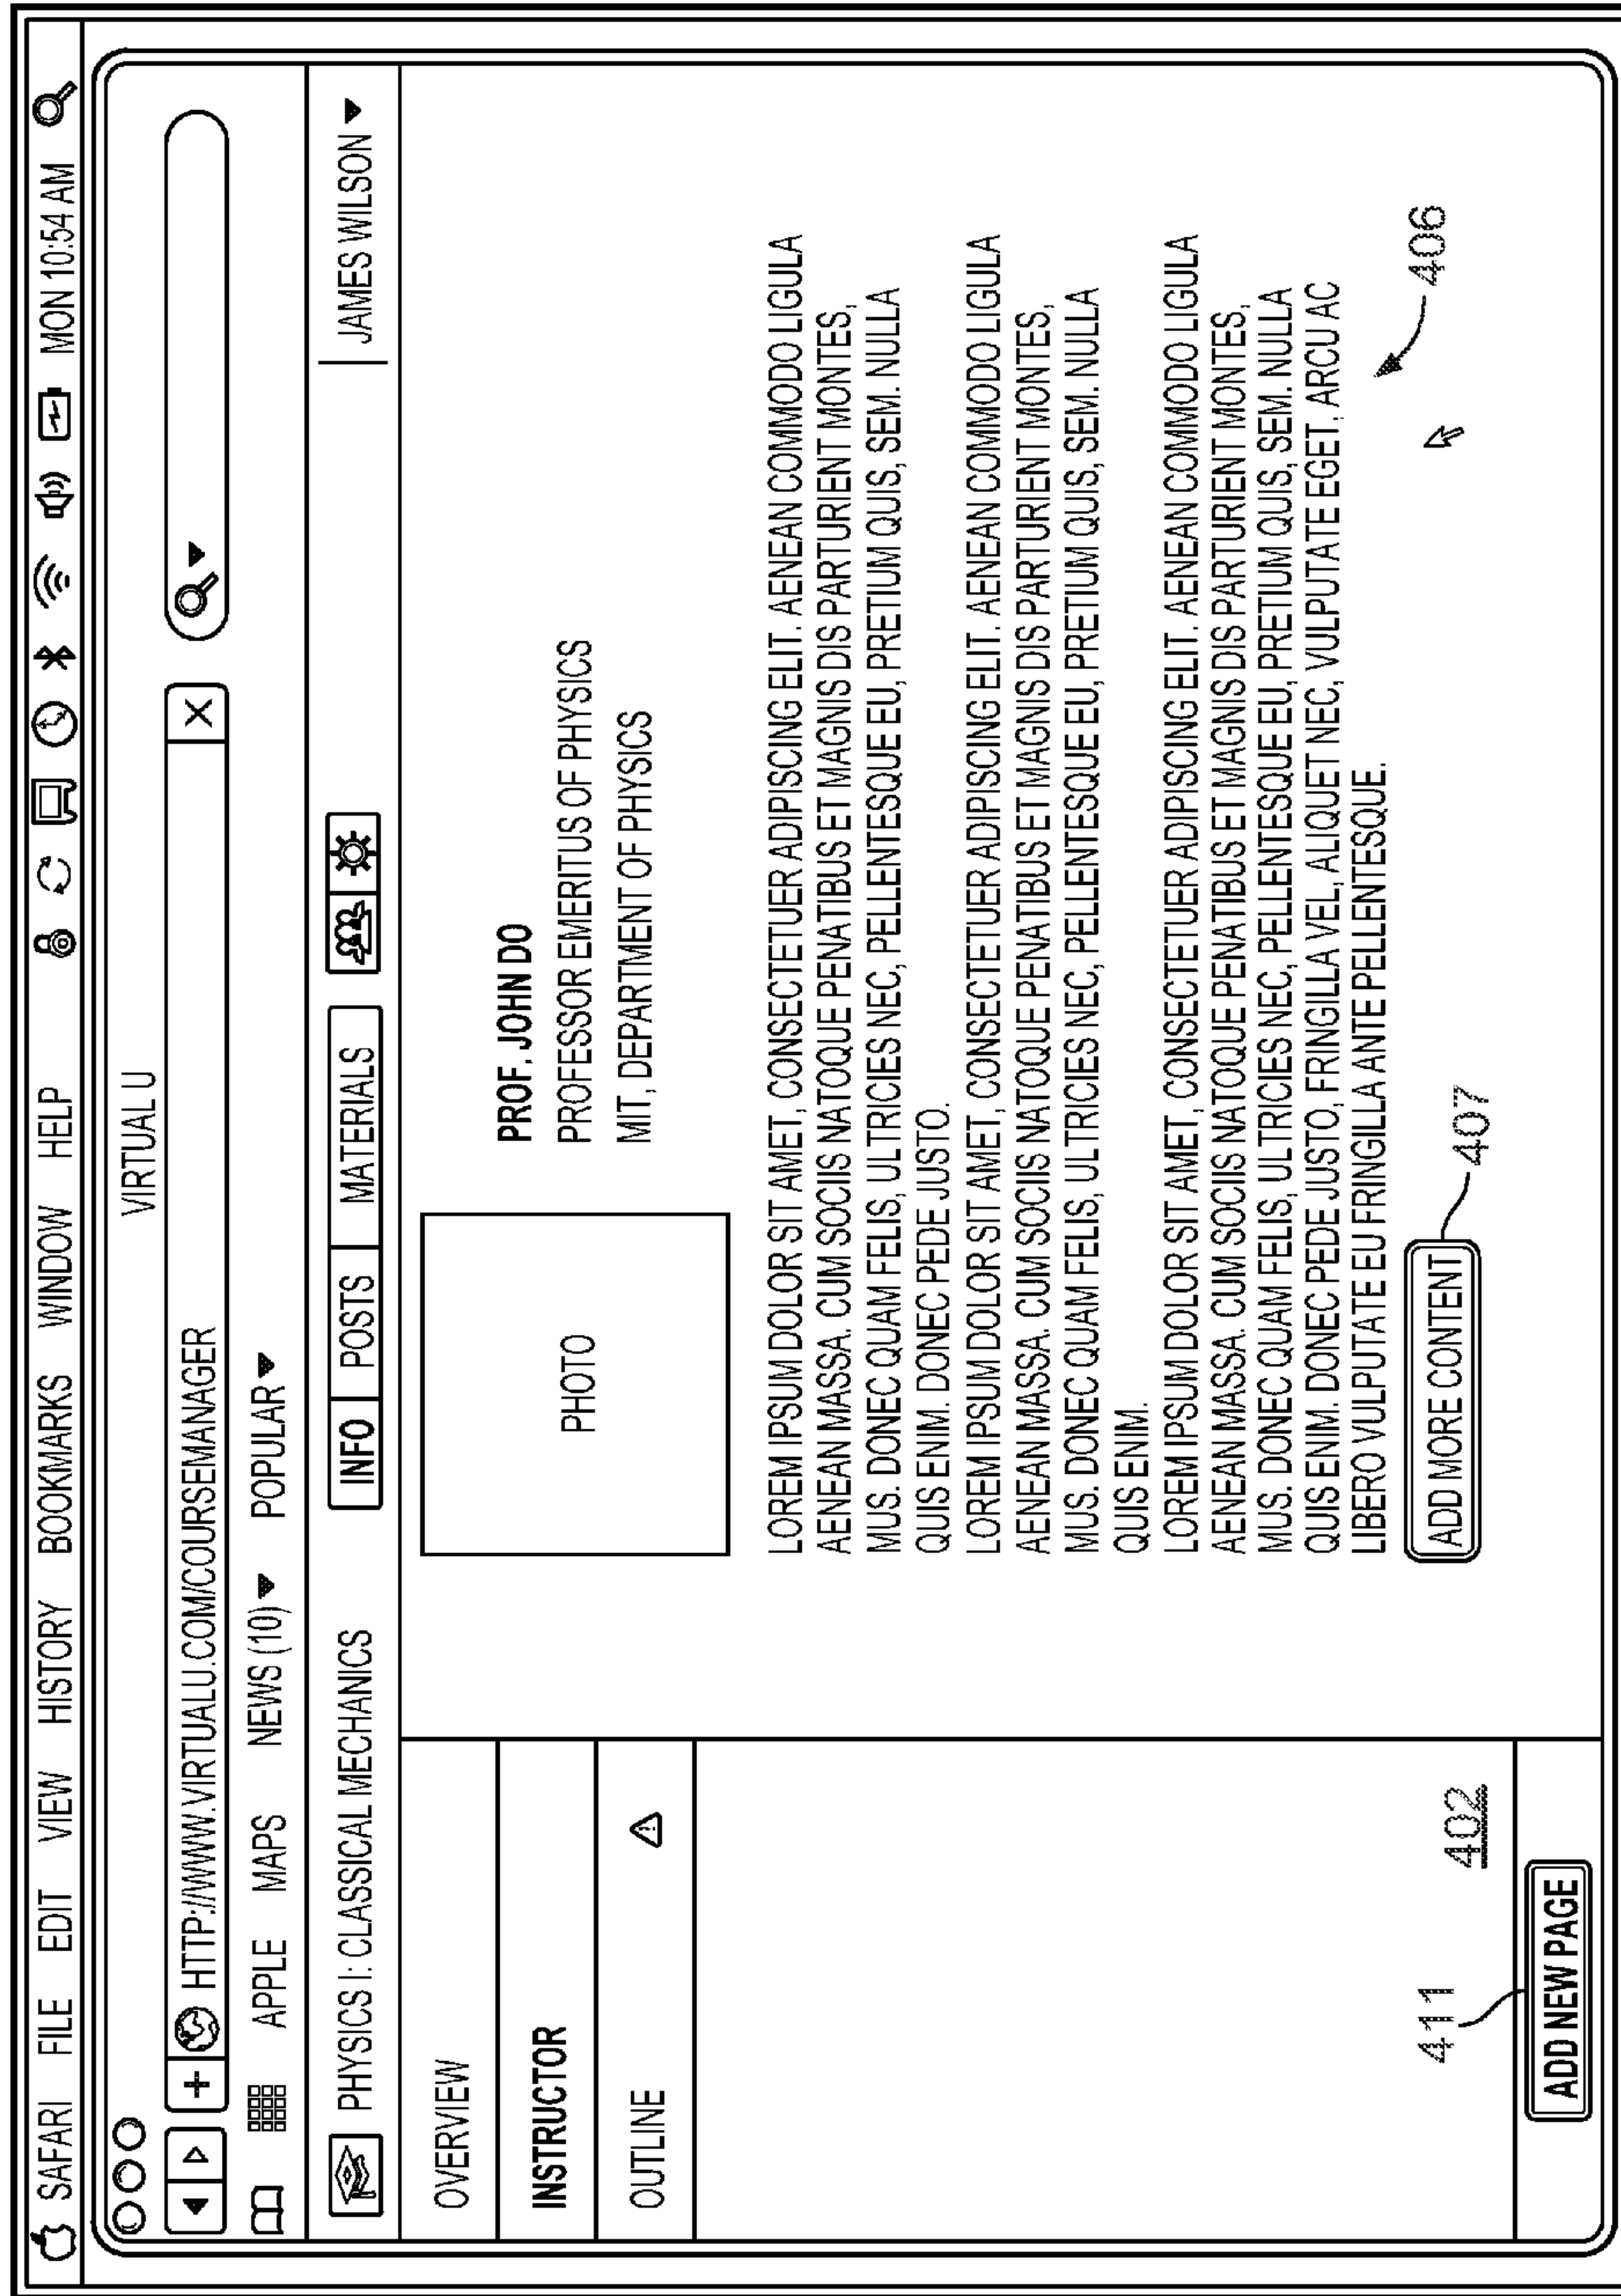 SAFARI FILE EDIT VIEW HISTORY BOOKMARKS WINDOW HELP MON 10:54 AM
VIRTUAL U
+ HTTP://WWW.VIRTUALU.COM/COURSEMANAGER X
APPLE MAPS NEWS (10) POPULAR
PHYSICS I: CLASSICAL MECHANICS INFO POSTS MATERIALS JAMES WILSON
OVERVIEW
INSTRUCTOR
OUTLINE
402
411
ADD NEW PAGE
PHOTO
PROF. JOHN DO
PROFESSOR EMERITUS OF PHYSICS
MIT, DEPARTMENT OF PHYSICS
LOREM IPSUM DOLOR SIT AMET, CONSECTETUER ADIPISCING ELIT. AENEAN COMMODO LIGULA
AENEAN MASSA. CUM SOCIIS NATOQUE PENATIBUS ET MAGNIS DIS PARTURIENT MONTES,
MUS. DONEC QUAM FELIS, ULTRICIES NEC, PELLENTESQUE EU, PRETIUM QUIS, SEM. NULLA
QUIS ENIM. DONEC PEDE JUSTO.
LOREM IPSUM DOLOR SIT AMET, CONSECTETUER ADIPISCING ELIT. AENEAN COMMODO LIGULA
AENEAN MASSA. CUM SOCIIS NATOQUE PENATIBUS ET MAGNIS DIS PARTURIENT MONTES,
MUS. DONEC QUAM FELIS, ULTRICIES NEC, PELLENTESQUE EU, PRETIUM QUIS, SEM. NULLA
QUIS ENIM.
LOREM IPSUM DOLOR SIT AMET, CONSECTETUER ADIPISCING ELIT. AENEAN COMMODO LIGULA
AENEAN MASSA. CUM SOCIIS NATOQUE PENATIBUS ET MAGNIS DIS PARTURIENT MONTES,
MUS. DONEC QUAM FELIS, ULTRICIES NEC, PELLENTESQUE EU, PRETIUM QUIS, SEM. NULLA
QUIS ENIM. DONEC PEDE JUSTO, FRINGILLA VEL, ALIQUET NEC, VULPUTATE EGET, ARCU AC
LIBERO VULPUTATE EU FRINGILLA ANTE PELLENTESQUE.
ADD MORE CONTENT
407
406